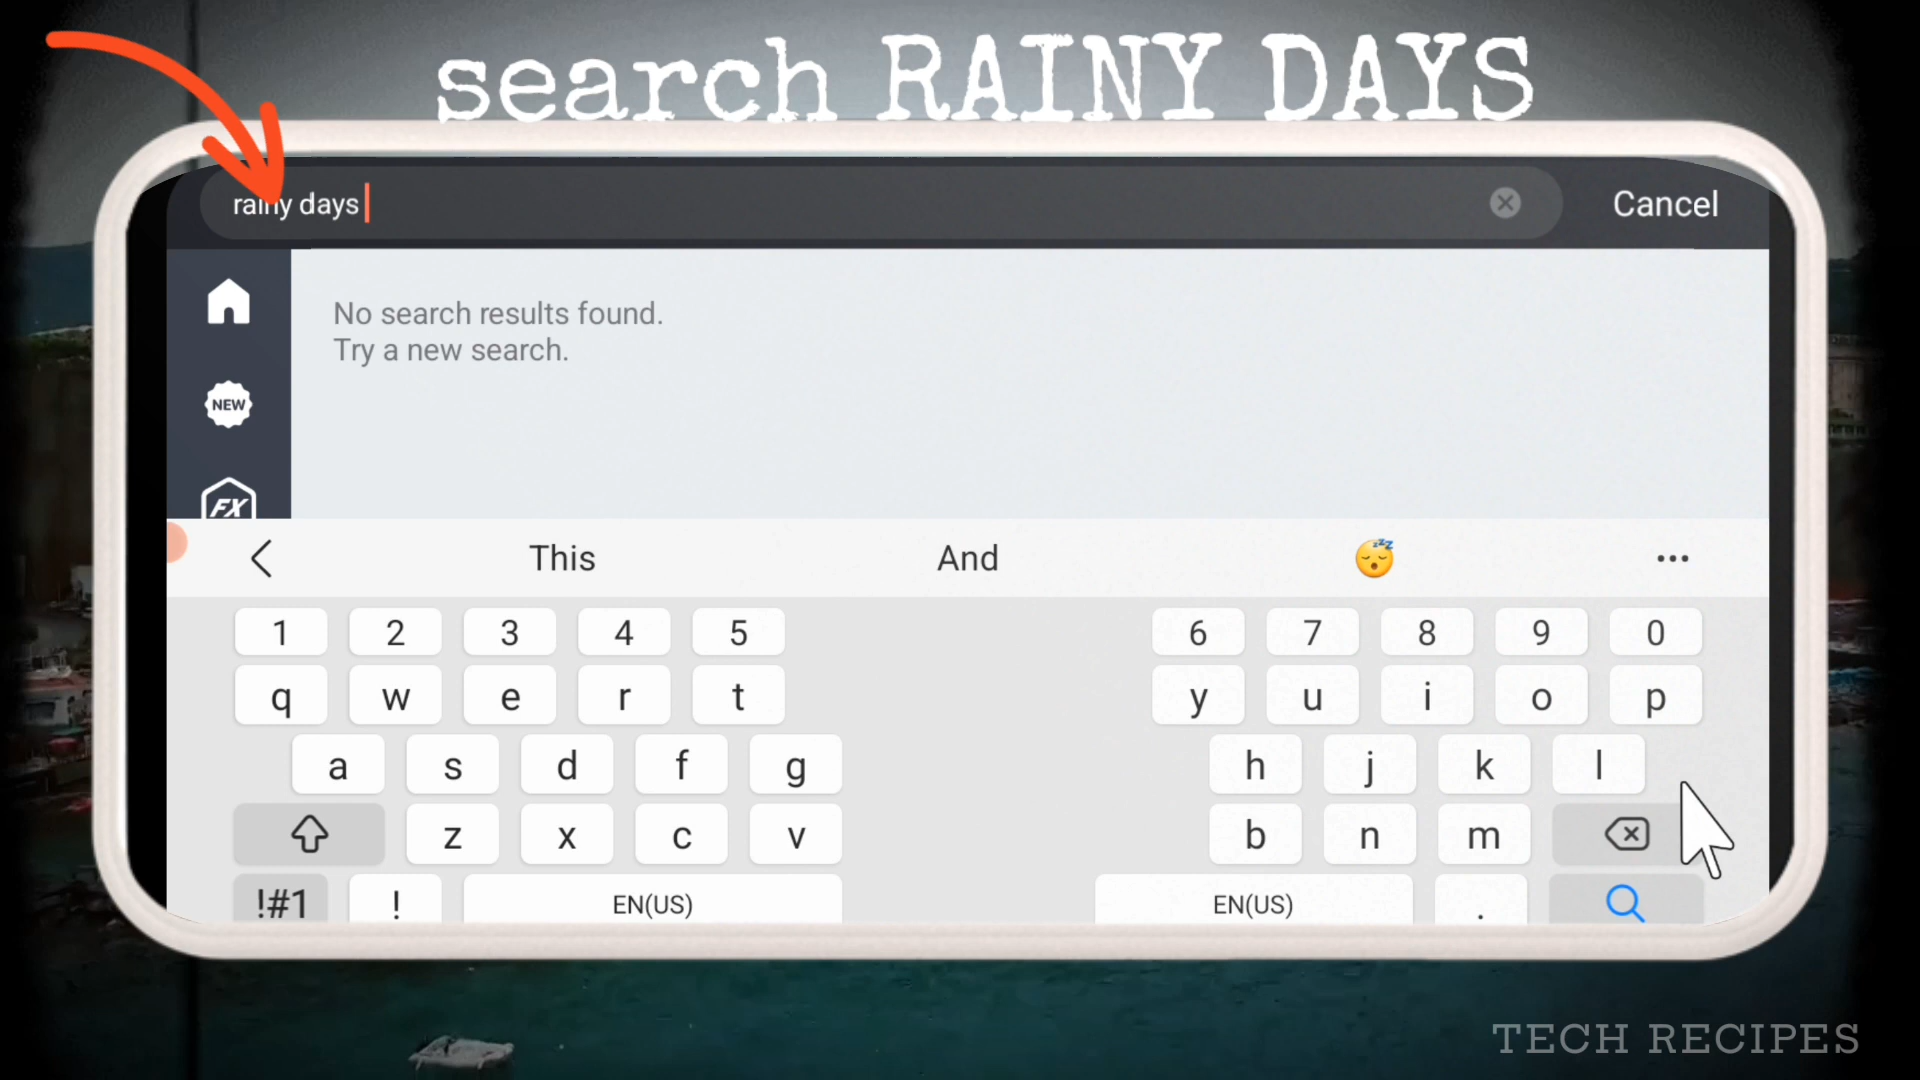 search RAINY DAYS
rainy days
Cancel
No search results found.
Try a new search.
NEW
FX
This And
1 2 3 4 5 6 7 8 9 0
q w e r t y u i o p
a s d f g h j k l
z x c v b n m
!#1 ! EN(US) EN(US) .
TECH RECIPES